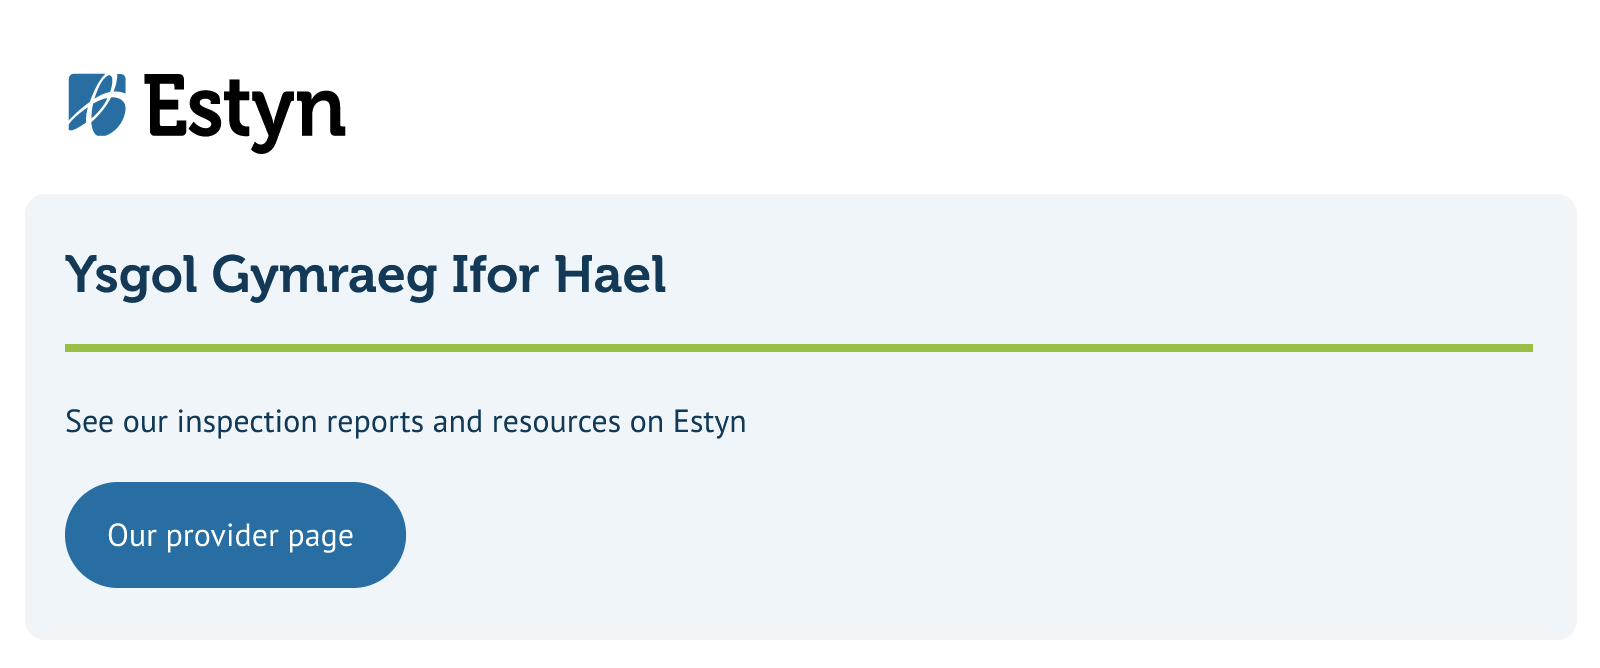 Estyn
Ysgol Gymraeg Ifor Hael
See our inspection reports and resources on Estyn
Our provider page